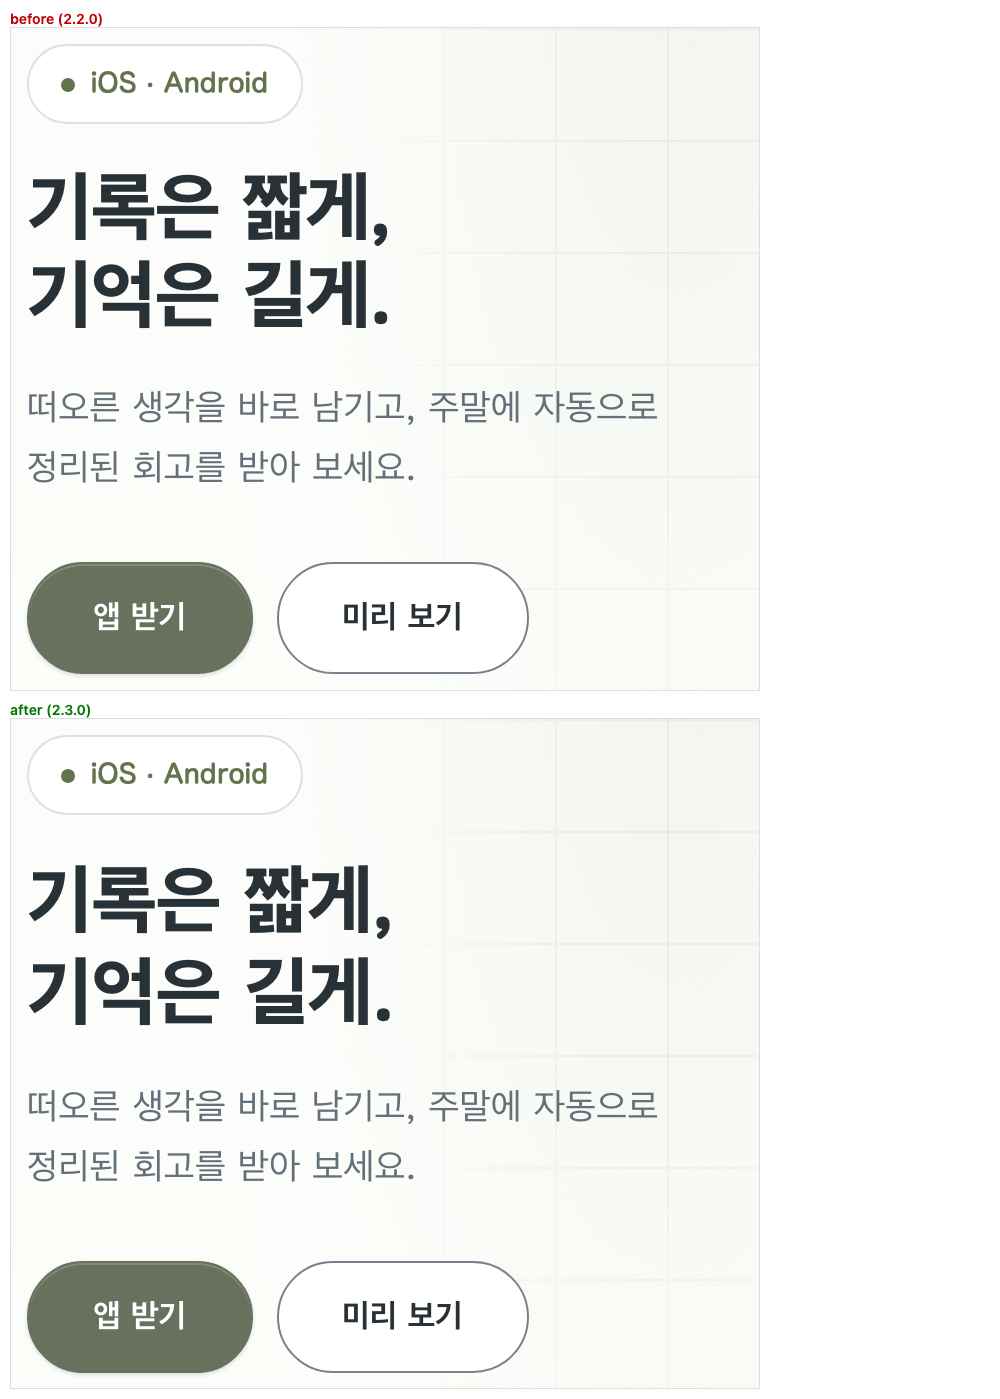 before (2.2.0)
iOS · Android
기록은 짧게,
기억은 길게.
떠오른 생각을 바로 남기고, 주말에 자동으로
정리된 회고를 받아 보세요.
앱 받기
미리 보기
after (2.3.0)
iOS · Android
기록은 짧게,
기억은 길게.
떠오른 생각을 바로 남기고, 주말에 자동으로
정리된 회고를 받아 보세요.
앱 받기
미리 보기